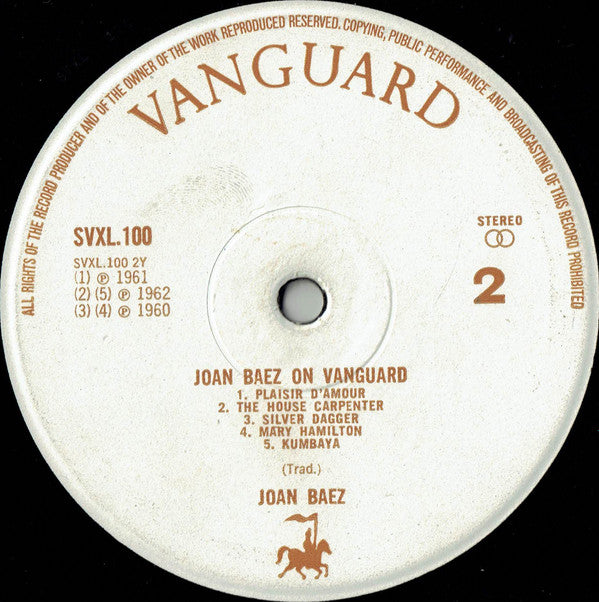 ALL RIGHTS OF THE RECORD PRODUCER AND OF THE OWNER OF THE WORK REPRODUCED RESERVED. COPYING, PUBLIC PERFORMANCE AND BROADCASTING OF THIS RECORD PROHIBITED
VANGUARD
SVXL.100
STEREO
SVXL.100 2Y
(1) ℗ 1961
(2) (5) ℗ 1962
(3) (4) ℗ 1960
2
JOAN BAEZ ON VANGUARD
1. PLAISIR D'AMOUR
2. THE HOUSE CARPENTER
3. SILVER DAGGER
4. MARY HAMILTON
5. KUMBAYA
(Trad.)
JOAN BAEZ